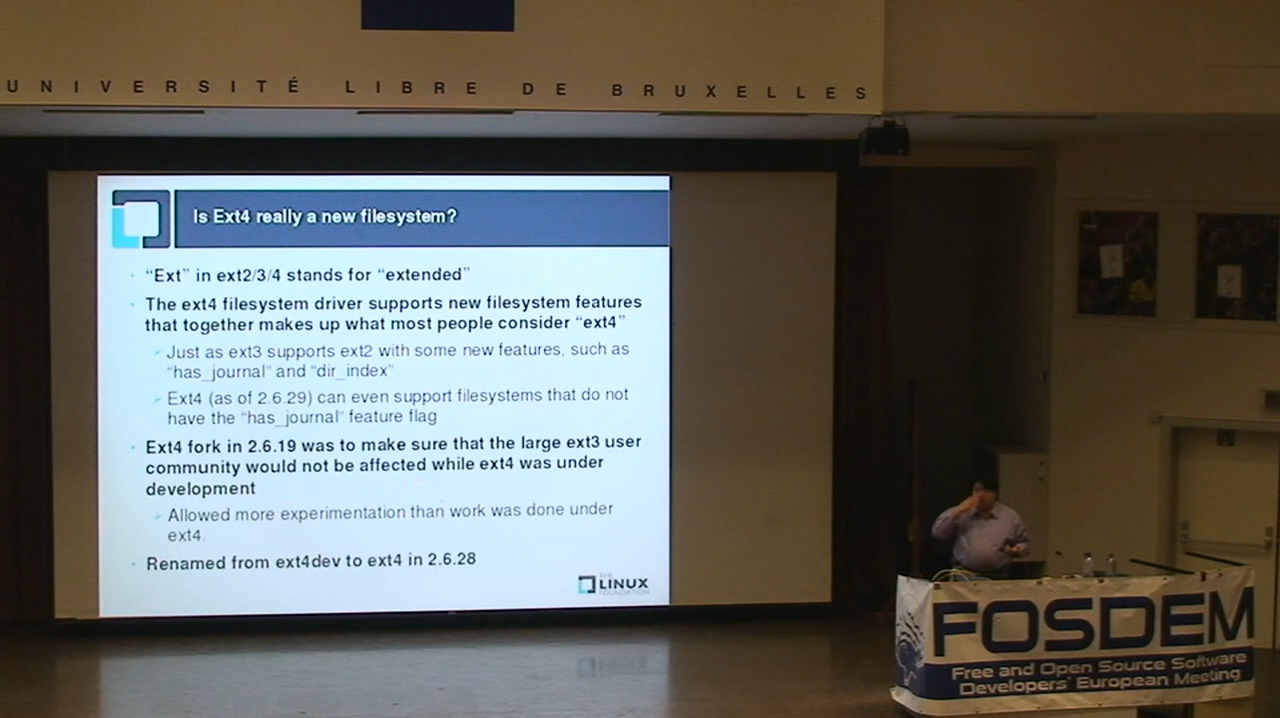 UNIVERSITÉ LIBRE DE BRUXELLES
Is Ext4 really a new filesystem?
“Ext” in ext2/3/4 stands for “extended”
The ext4 filesystem driver supports new filesystem features
that together makes up what most people consider “ext4”
Just as ext3 supports ext2 with some new features, such as
“has_journal” and “dir_index”
Ext4 (as of 2.6.29) can even support filesystems that do not
have the “has_journal” feature flag
Ext4 fork in 2.6.19 was to make sure that the large ext3 user
community would not be affected while ext4 was under
development
Allowed more experimentation than work was done under
ext4.
Renamed from ext4dev to ext4 in 2.6.28
THE
LINUX
FOUNDATION
FOSDEM
Free and Open Source Software
Developers' European Meeting